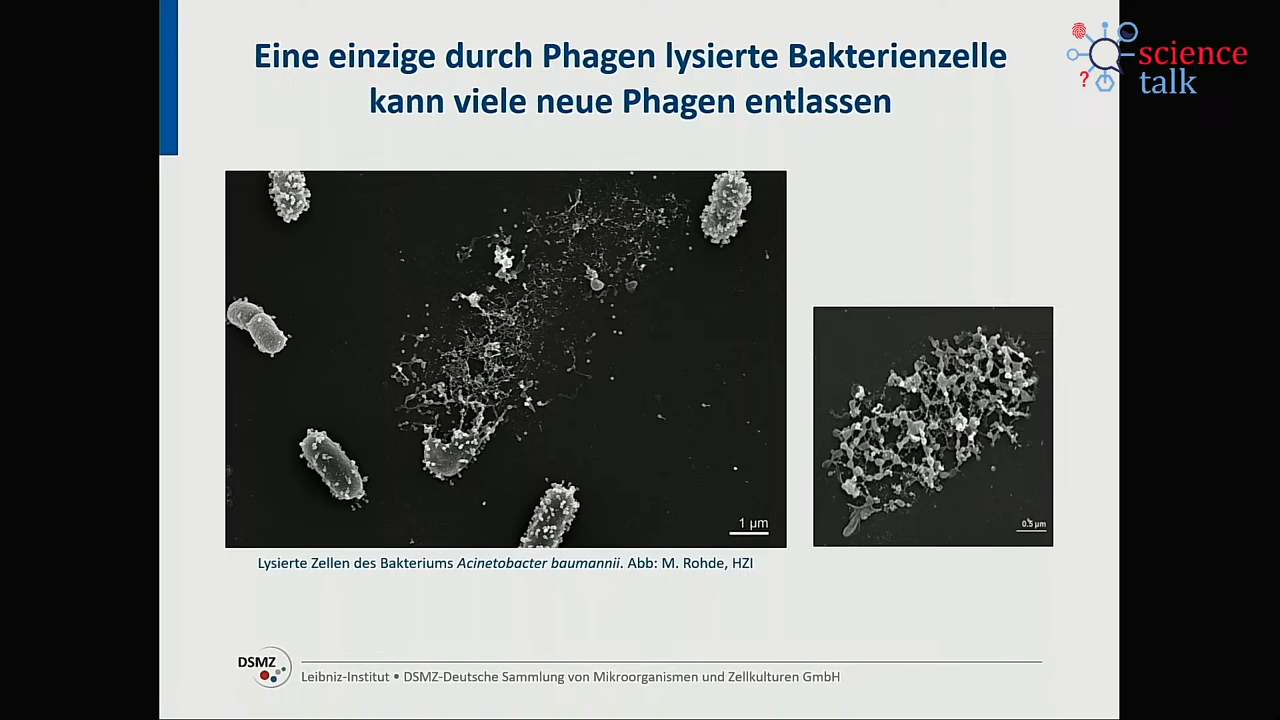 Eine einzige durch Phagen lysierte Bakterienzelle
kann viele neue Phagen entlassen
science
talk
?
1 µm
0.5 µm
Lysierte Zellen des Bakteriums Acinetobacter baumannii. Abb: M. Rohde, HZI
DSMZ
Leibniz-Institut • DSMZ-Deutsche Sammlung von Mikroorganismen und Zellkulturen GmbH